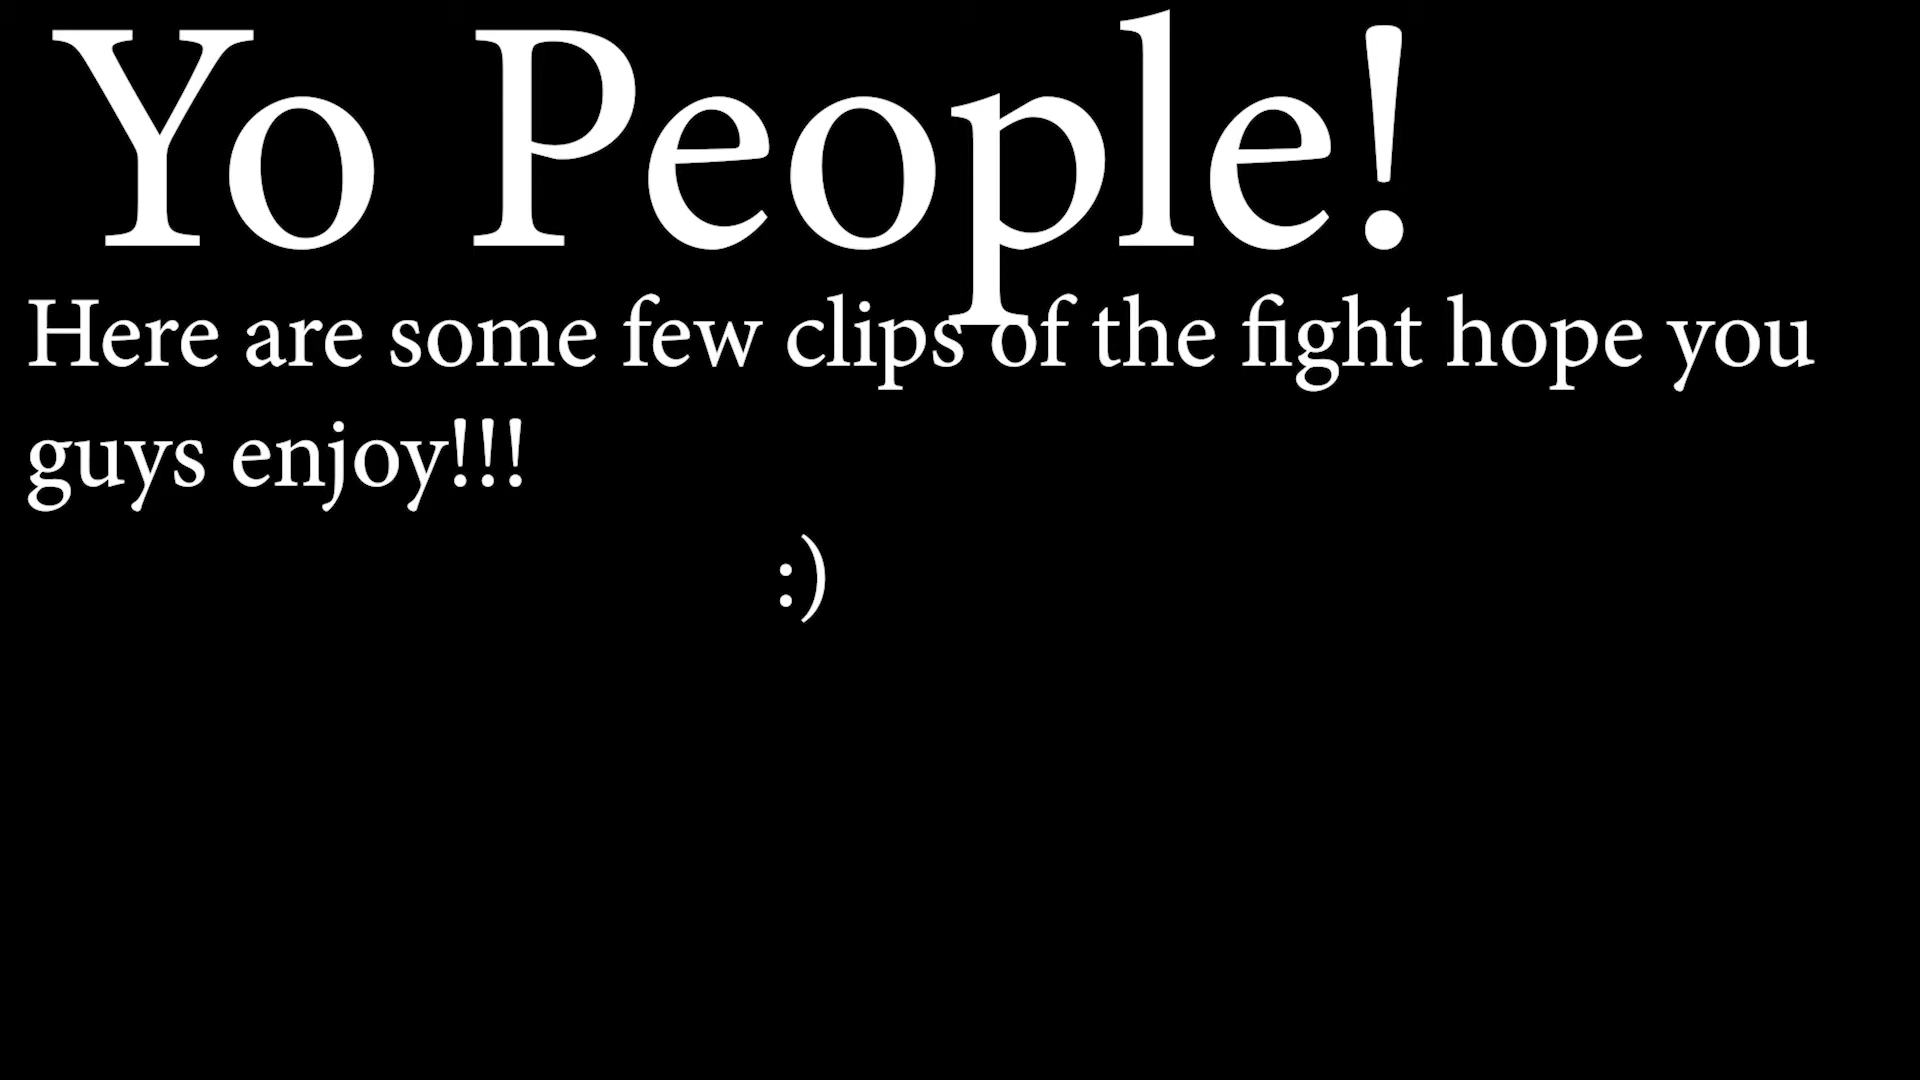 Yo People!
Here are some few clips of the fight hope you
guys enjoy!!!
:)